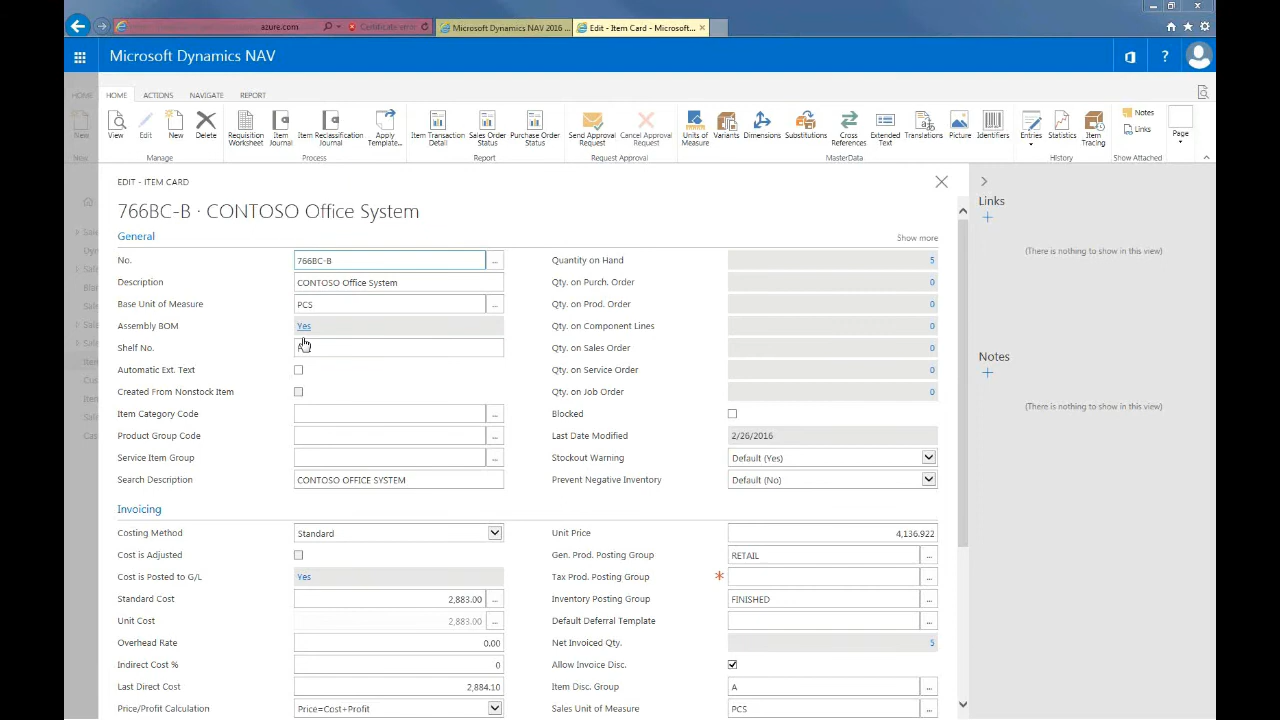 azure.com
Certificate error
Microsoft Dynamics NAV 2016 ...
Edit - Item Card - Microsoft...
Microsoft Dynamics NAV
HOME
HOME ACTIONS NAVIGATE REPORT
New
View Edit New Delete Requisition Worksheet Item Journal Item Reclassification Journal Apply Template... Item Transaction Detail Sales Order Status Purchase Order Status Send Approval Request Cancel Approval Request Units of Measure Variants Dimensions Substitutions Cross References Extended Text Translations Picture Identifiers Entries Statistics Item Tracing Notes Links Page
Manage Process Report Request Approval MasterData History Show Attached
EDIT - ITEM CARD
766BC-B · CONTOSO Office System
Links
General
Show more
(There is nothing to show in this view)
No. 766BC-B ... Quantity on Hand 5
Description CONTOSO Office System Qty. on Purch. Order 0
Base Unit of Measure PCS ... Qty. on Prod. Order 0
Assembly BOM Yes Qty. on Component Lines 0
Shelf No. Qty. on Sales Order 0
Notes
Automatic Ext. Text Qty. on Service Order 0
Created From Nonstock Item Qty. on Job Order 0
(There is nothing to show in this view)
Item Category Code ... Blocked
Product Group Code ... Last Date Modified 2/26/2016
Service Item Group ... Stockout Warning Default (Yes)
Search Description CONTOSO OFFICE SYSTEM Prevent Negative Inventory Default (No)
Invoicing
Costing Method Standard Unit Price 4,136.922
Cost is Adjusted Gen. Prod. Posting Group RETAIL ...
Cost is Posted to G/L Yes Tax Prod. Posting Group * ...
Standard Cost 2,883.00 ... Inventory Posting Group FINISHED ...
Unit Cost 2,883.00 ... Default Deferral Template ...
Overhead Rate 0.00 Net Invoiced Qty. 5
Indirect Cost % 0 Allow Invoice Disc.
Last Direct Cost 2,884.10 Item Disc. Group A ...
Price/Profit Calculation Price=Cost+Profit Sales Unit of Measure PCS ...